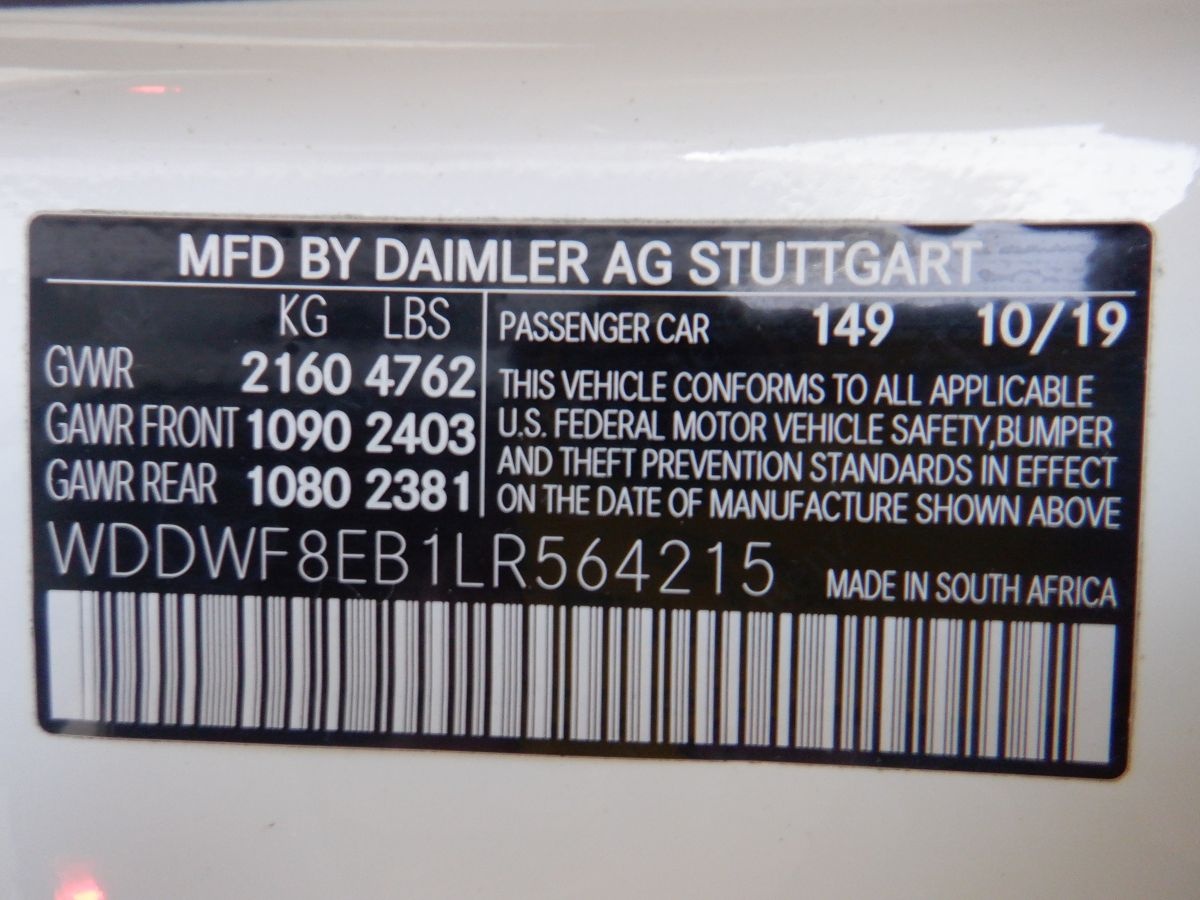 MFD BY DAIMLER AG STUTTGART
KG LBS
GVWR 2160 4762
GAWR FRONT 1090 2403
GAWR REAR 1080 2381
PASSENGER CAR 149 10/19
THIS VEHICLE CONFORMS TO ALL APPLICABLE
U.S. FEDERAL MOTOR VEHICLE SAFETY,BUMPER
AND THEFT PREVENTION STANDARDS IN EFFECT
ON THE DATE OF MANUFACTURE SHOWN ABOVE
WDDWF8EB1LR564215
MADE IN SOUTH AFRICA